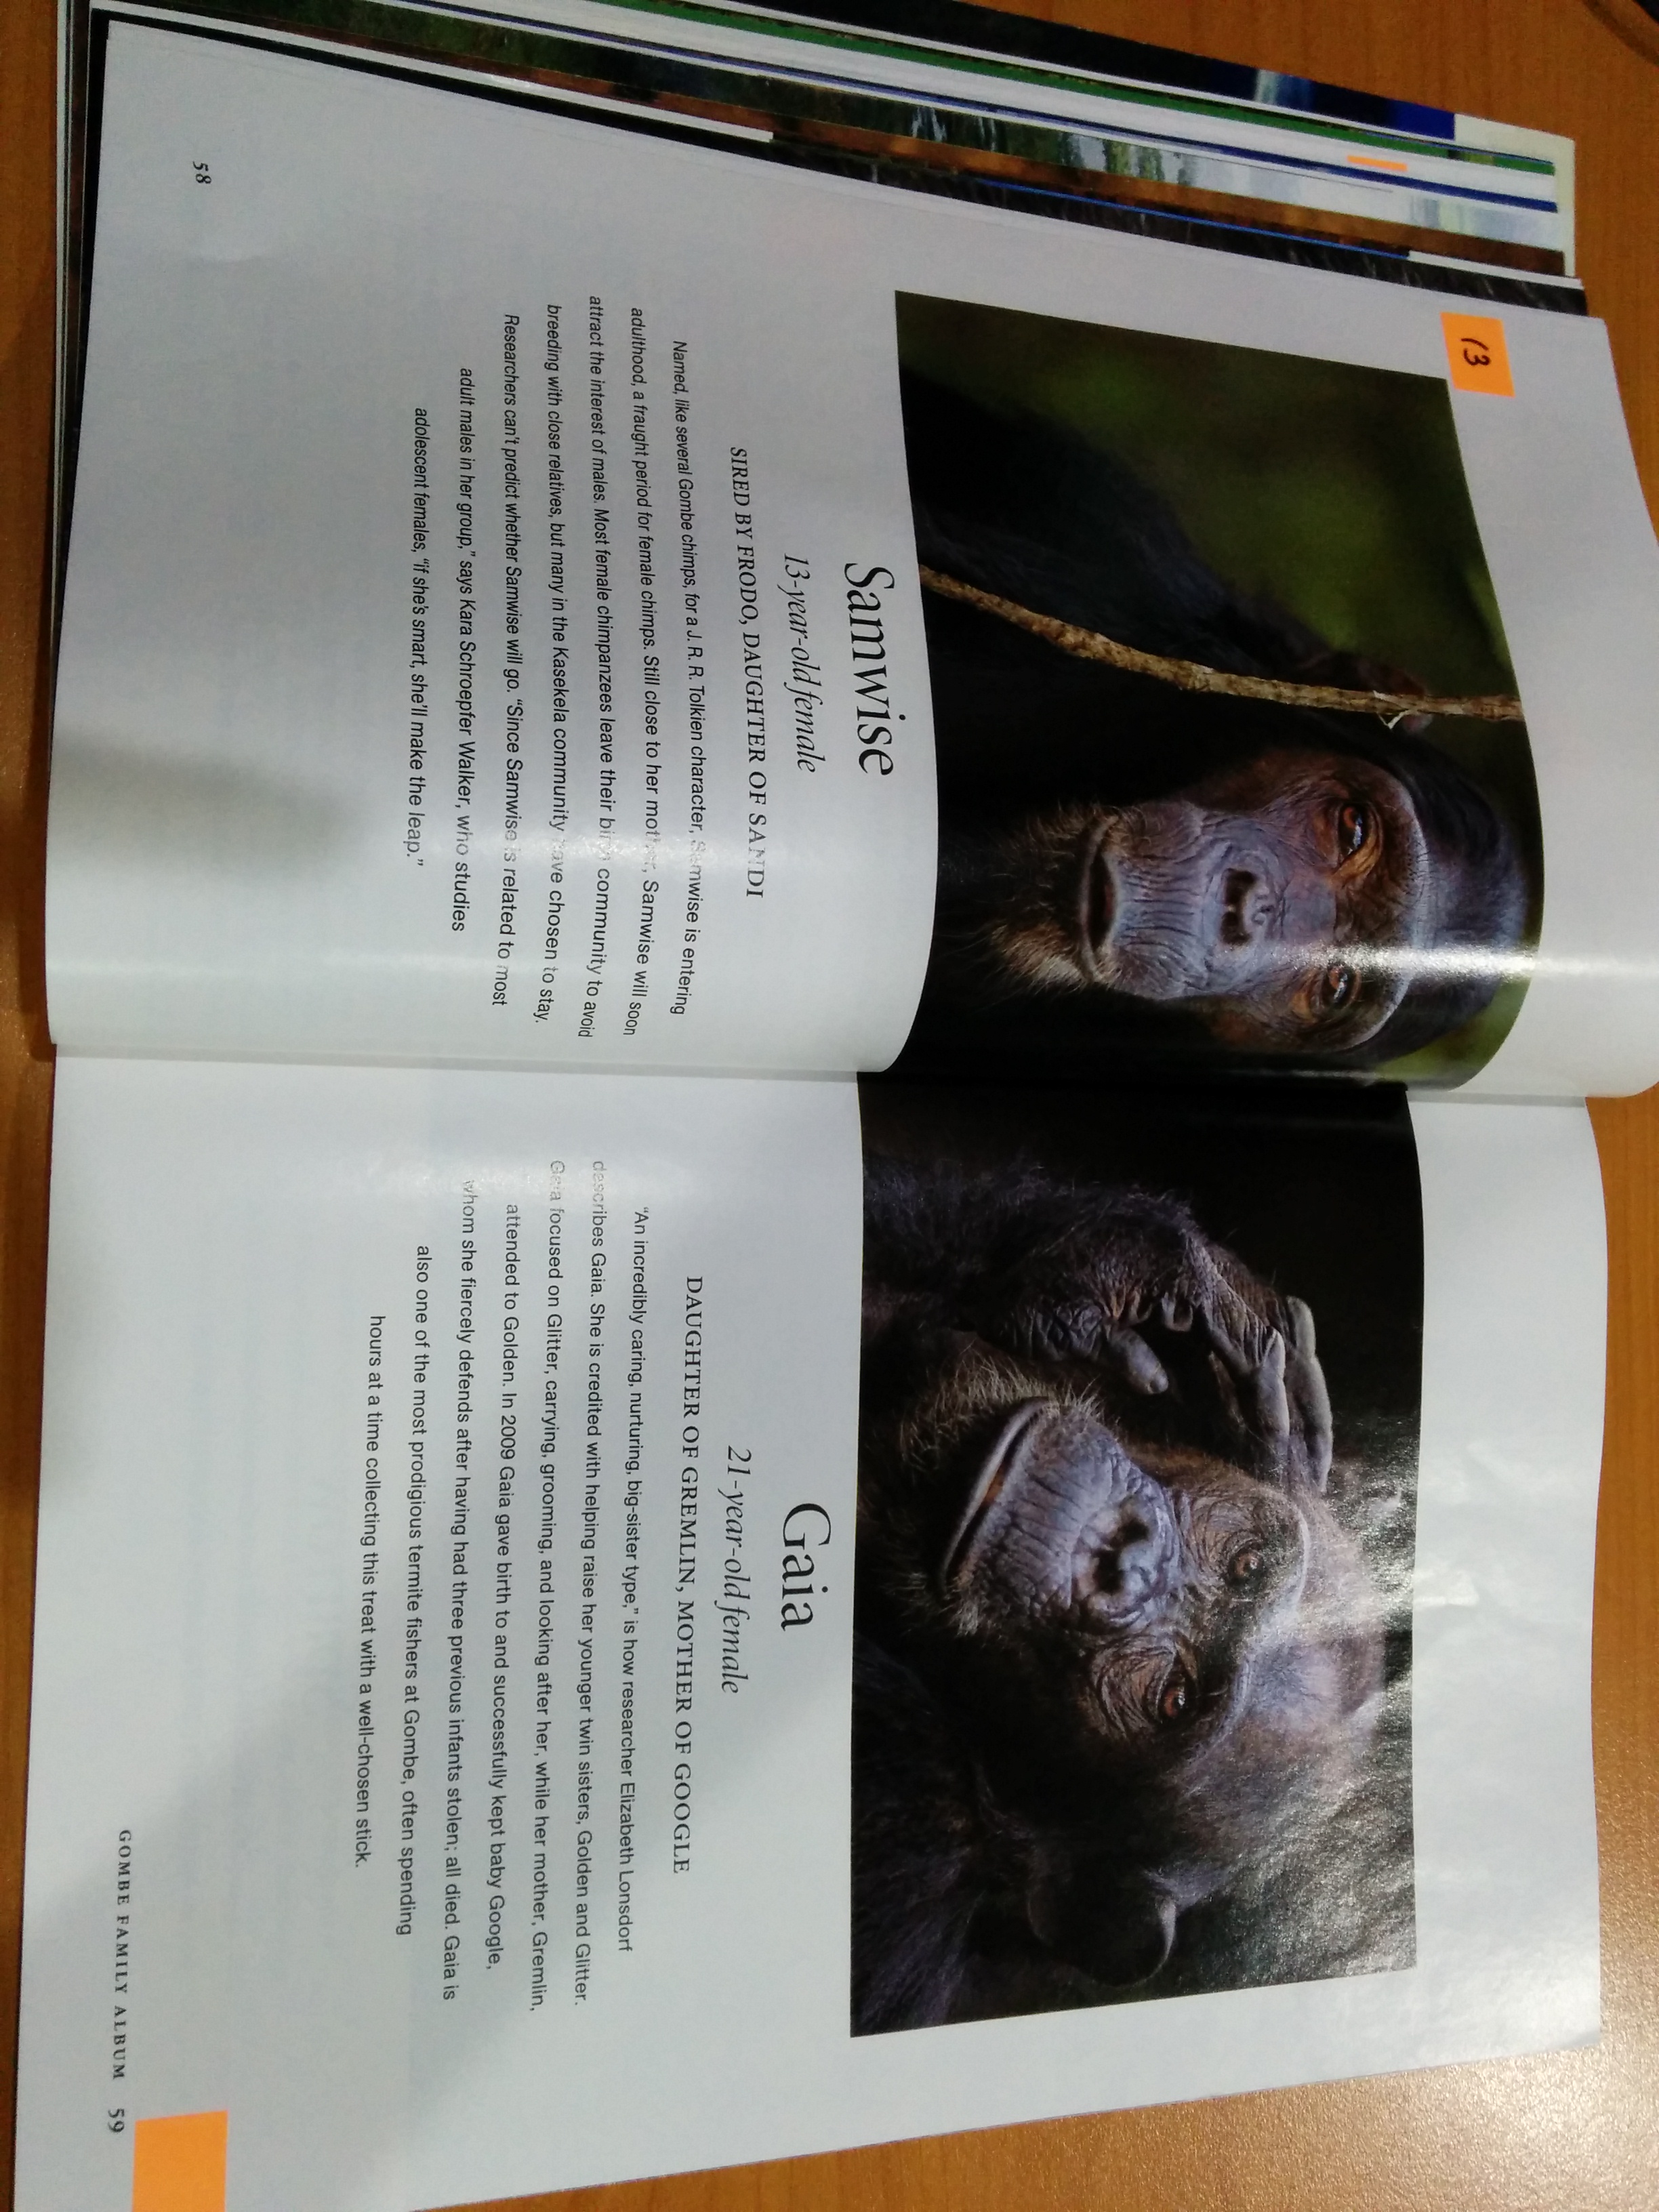 13
Samwise
13-year-old female
SIRED BY FRODO, DAUGHTER OF SANDI
Named, like several Gombe chimps, for a J. R. R. Tolkien character, Samwise is entering
adulthood, a fraught period for female chimps. Still close to her mother, Samwise will soon
attract the interest of males. Most female chimpanzees leave their birth community to avoid
breeding with close relatives, but many in the Kasekela community have chosen to stay.
Researchers can't predict whether Samwise will go. “Since Samwise is related to most
adult males in her group,” says Kara Schroepfer Walker, who studies
adolescent females, “if she's smart, she'll make the leap.”
58
Gaia
21-year-old female
DAUGHTER OF GREMLIN, MOTHER OF GOOGLE
“An incredibly caring, nurturing, big-sister type,” is how researcher Elizabeth Lonsdorf
describes Gaia. She is credited with helping raise her younger twin sisters, Golden and Glitter.
Gaia focused on Glitter, carrying, grooming, and looking after her, while her mother, Gremlin,
attended to Golden. In 2009 Gaia gave birth to and successfully kept baby Google,
whom she fiercely defends after having had three previous infants stolen; all died. Gaia is
also one of the most prodigious termite fishers at Gombe, often spending
hours at a time collecting this treat with a well-chosen stick.
GOMBE FAMILY ALBUM 59